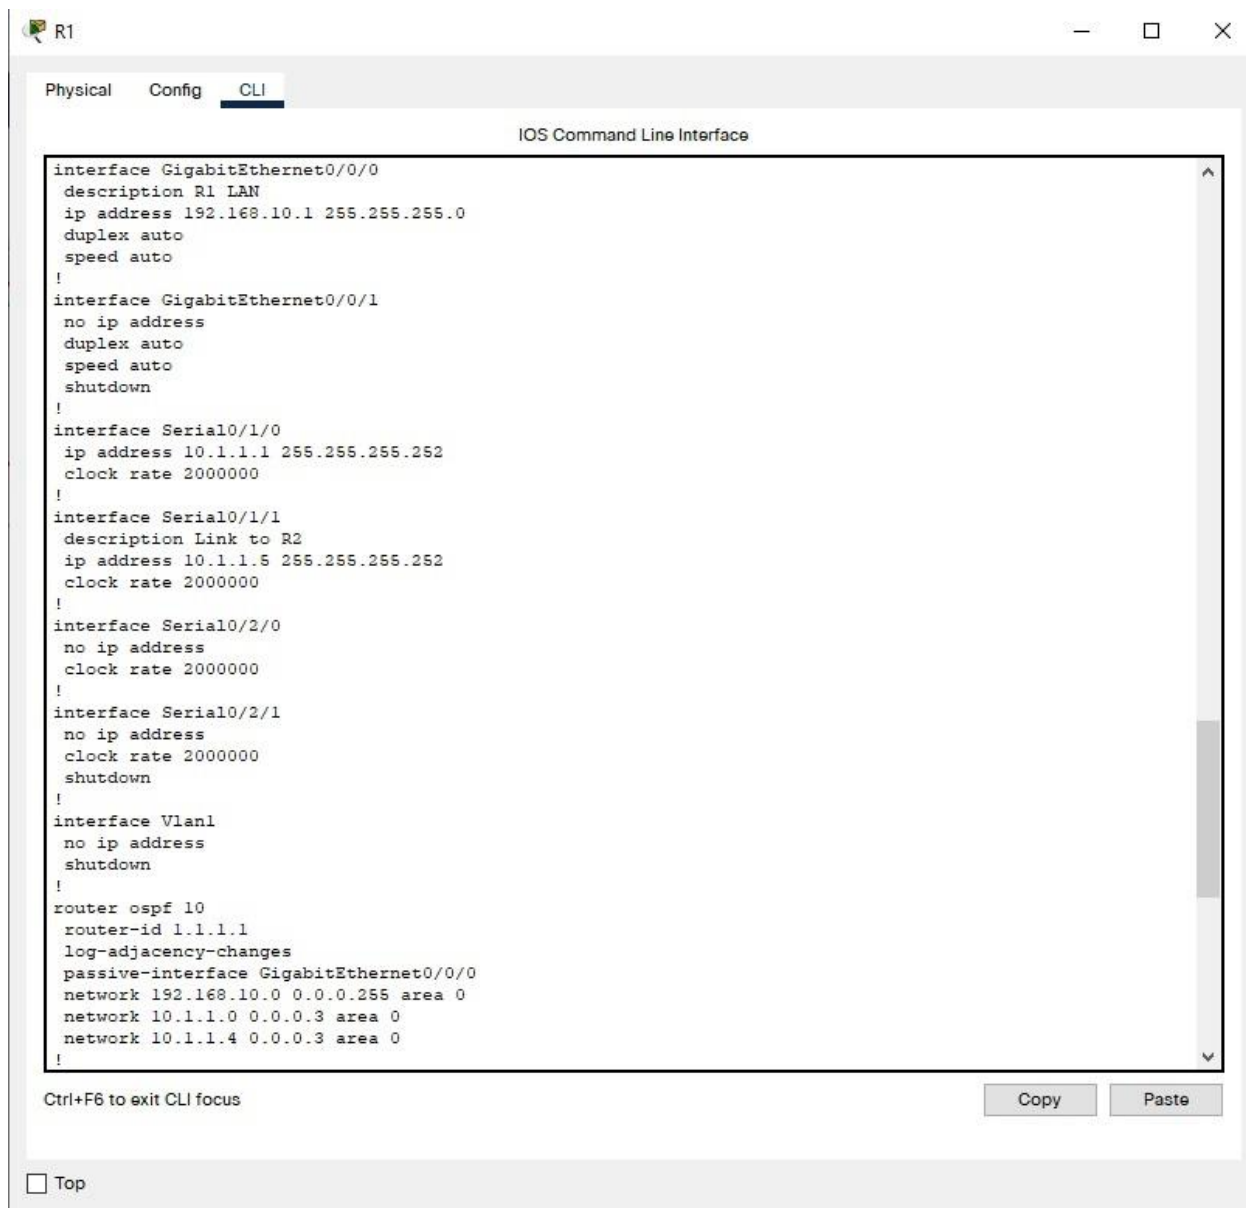 R1
Physical Config CLI
IOS Command Line Interface
interface GigabitEthernet0/0/0
 description R1 LAN
 ip address 192.168.10.1 255.255.255.0
 duplex auto
 speed auto
!
interface GigabitEthernet0/0/1
 no ip address
 duplex auto
 speed auto
 shutdown
!
interface Serial0/1/0
 ip address 10.1.1.1 255.255.255.252
 clock rate 2000000
!
interface Serial0/1/1
 description Link to R2
 ip address 10.1.1.5 255.255.255.252
 clock rate 2000000
!
interface Serial0/2/0
 no ip address
 clock rate 2000000
!
interface Serial0/2/1
 no ip address
 clock rate 2000000
 shutdown
!
interface Vlan1
 no ip address
 shutdown
!
router ospf 10
 router-id 1.1.1.1
 log-adjacency-changes
 passive-interface GigabitEthernet0/0/0
 network 192.168.10.0 0.0.0.255 area 0
 network 10.1.1.0 0.0.0.3 area 0
 network 10.1.1.4 0.0.0.3 area 0
!
Ctrl+F6 to exit CLI focus Copy Paste
Top